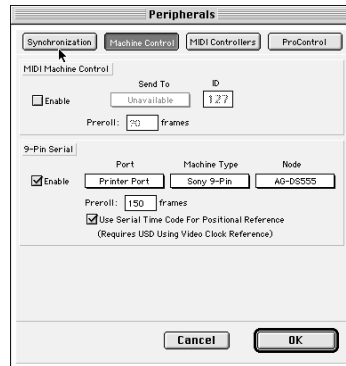 Peripherals
Synchronization Machine Control MIDI Controllers ProControl
MIDI Machine Control
Send To ID
Enable Unavailable 127
Preroll: 20 frames
9-Pin Serial
Port Machine Type Node
Enable Printer Port Sony 9-Pin AG-DS555
Preroll: 150 frames
Use Serial Time Code For Positional Reference
(Requires USD Using Video Clock Reference)
Cancel OK